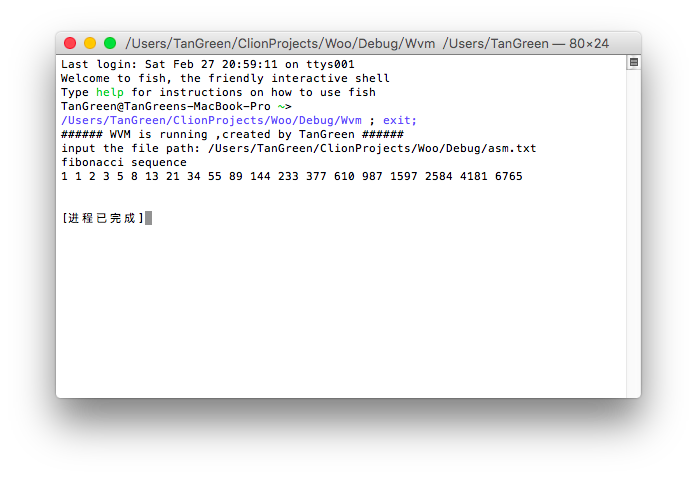 /Users/TanGreen/ClionProjects/Woo/Debug/Wvm  /Users/TanGreen — 80×24
Last login: Sat Feb 27 20:59:11 on ttys001
Welcome to fish, the friendly interactive shell
Type help for instructions on how to use fish
TanGreen@TanGreens-MacBook-Pro ~>
/Users/TanGreen/ClionProjects/Woo/Debug/Wvm ; exit;
###### WVM is running ,created by TanGreen ######
input the file path: /Users/TanGreen/ClionProjects/Woo/Debug/asm.txt
fibonacci sequence
1 1 2 3 5 8 13 21 34 55 89 144 233 377 610 987 1597 2584 4181 6765
[进程已完成]